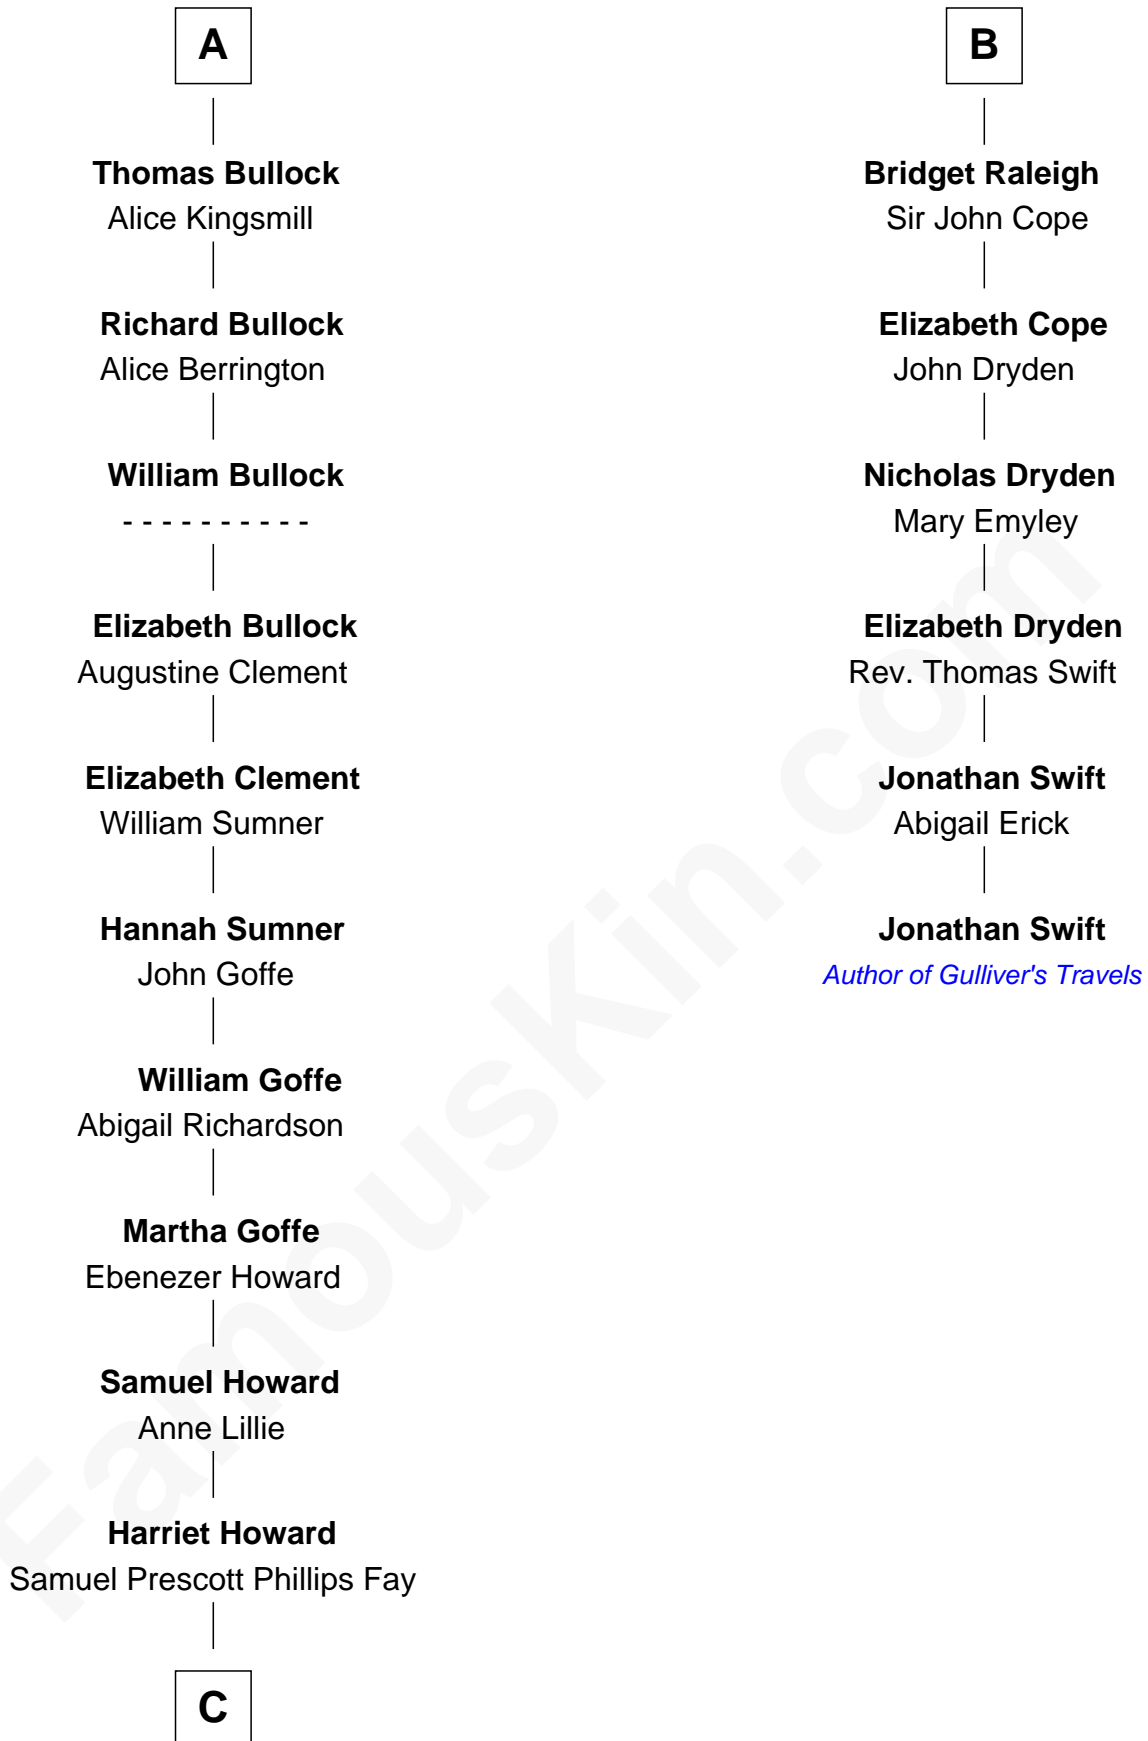 A
Thomas Bullock
Alice Kingsmill
Richard Bullock
Alice Berrington
William Bullock
- - - - - - - - - -
Elizabeth Bullock
Augustine Clement
Elizabeth Clement
William Sumner
Hannah Sumner
John Goffe
William Goffe
Abigail Richardson
Martha Goffe
Ebenezer Howard
Samuel Howard
Anne Lillie
Harriet Howard
Samuel Prescott Phillips Fay
C
B
Bridget Raleigh
Sir John Cope
Elizabeth Cope
John Dryden
Nicholas Dryden
Mary Emyley
Elizabeth Dryden
Rev. Thomas Swift
Jonathan Swift
Abigail Erick
Jonathan Swift
Author of Gulliver's Travels
FamousKin.com